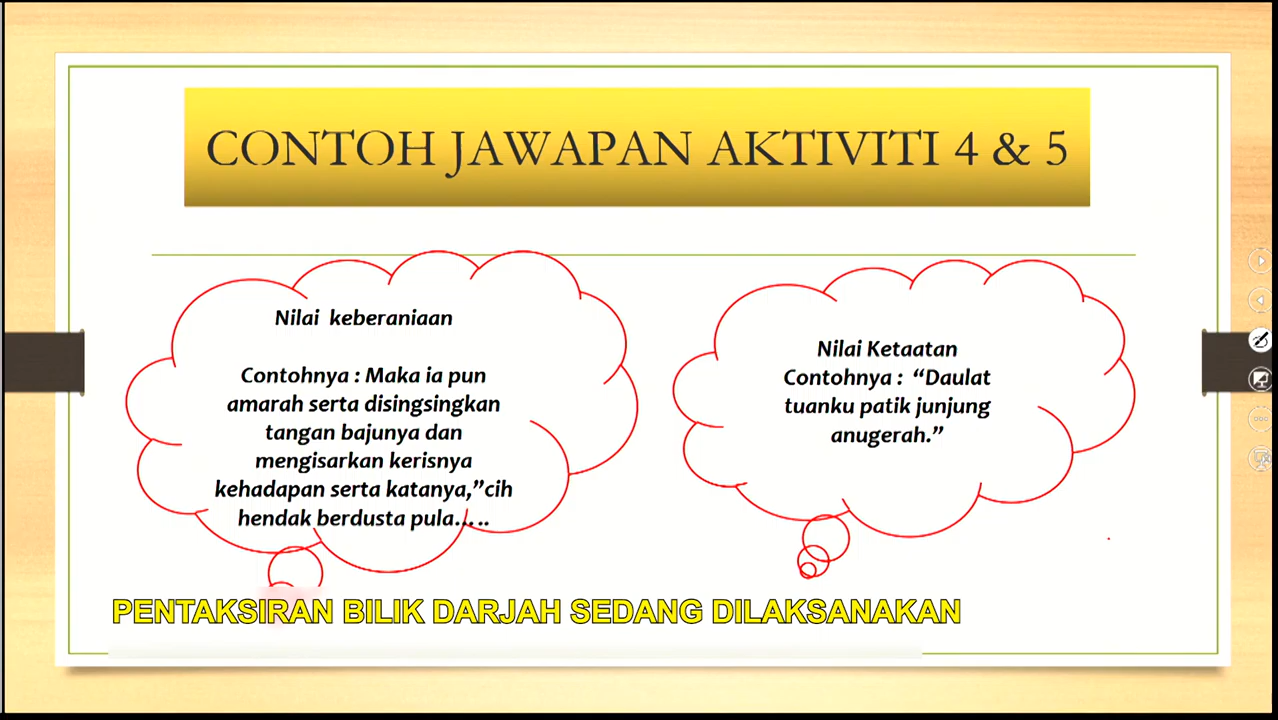 CONTOH JAWAPAN AKTIVITI 4 & 5
Nilai keberaniaan
Contohnya : Maka ia pun
amarah serta disingsingkan
tangan bajunya dan
mengisarkan kerisnya
kehadapan serta katanya,”cih
hendak berdusta pula.. . ..
Nilai Ketaatan
Contohnya : “Daulat
tuanku patik junjung
anugerah.”
PENTAKSIRAN BILIK DARJAH SEDANG DILAKSANAKAN